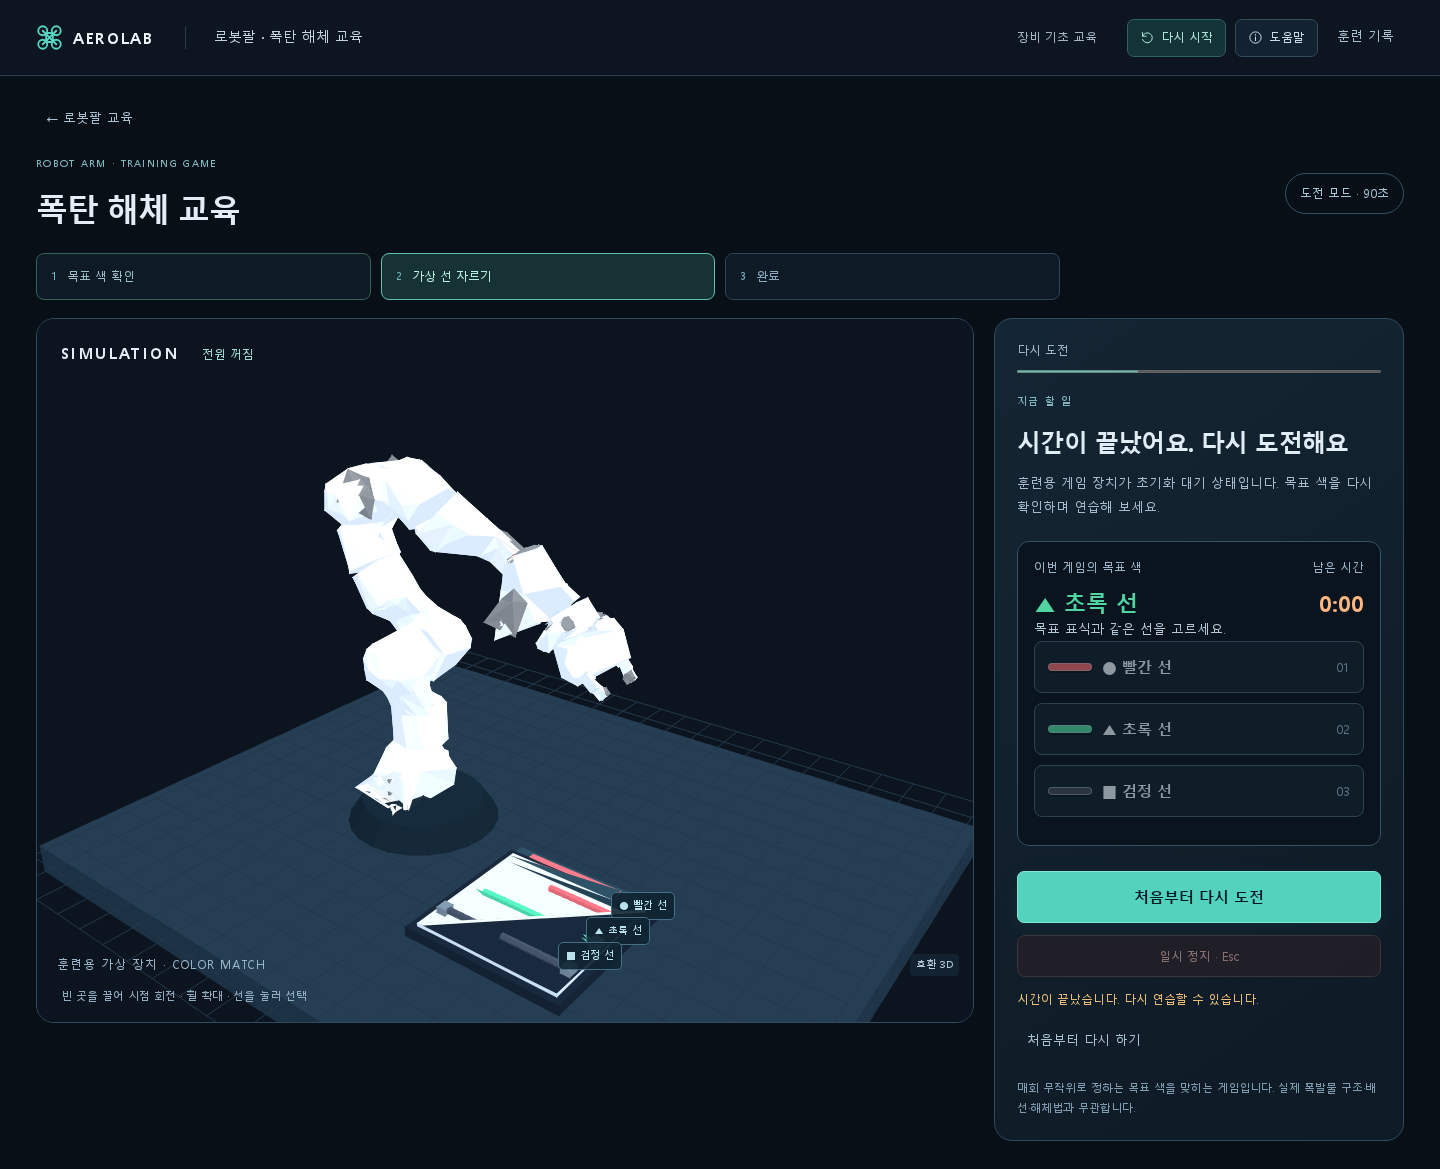 AEROLAB
로봇팔 · 폭탄 해체 교육
장비 기초 교육
다시 시작
도움말
훈련 기록
← 로봇팔 교육
ROBOT ARM · TRAINING GAME
폭탄 해체 교육
도전 모드 · 90초
1 목표 색 확인
2 가상 선 자르기
3 완료
SIMULATION 전원 꺼짐
빨간 선
초록 선
검정 선
훈련용 가상 장치 · COLOR MATCH
호환 3D
빈 곳을 끌어 시점 회전 · 휠 확대 · 선을 눌러 선택
다시 도전
지금 할 일
시간이 끝났어요. 다시 도전해요
훈련용 게임 장치가 초기화 대기 상태입니다. 목표 색을 다시
확인하며 연습해 보세요.
이번 게임의 목표 색 남은 시간
▲ 초록 선 0:00
목표 표식과 같은 선을 고르세요.
● 빨간 선 01
▲ 초록 선 02
■ 검정 선 03
처음부터 다시 도전
일시 정지 · Esc
시간이 끝났습니다. 다시 연습할 수 있습니다.
처음부터 다시 하기
매회 무작위로 정하는 목표 색을 맞히는 게임입니다. 실제 폭발물 구조·배
선·해체법과 무관합니다.